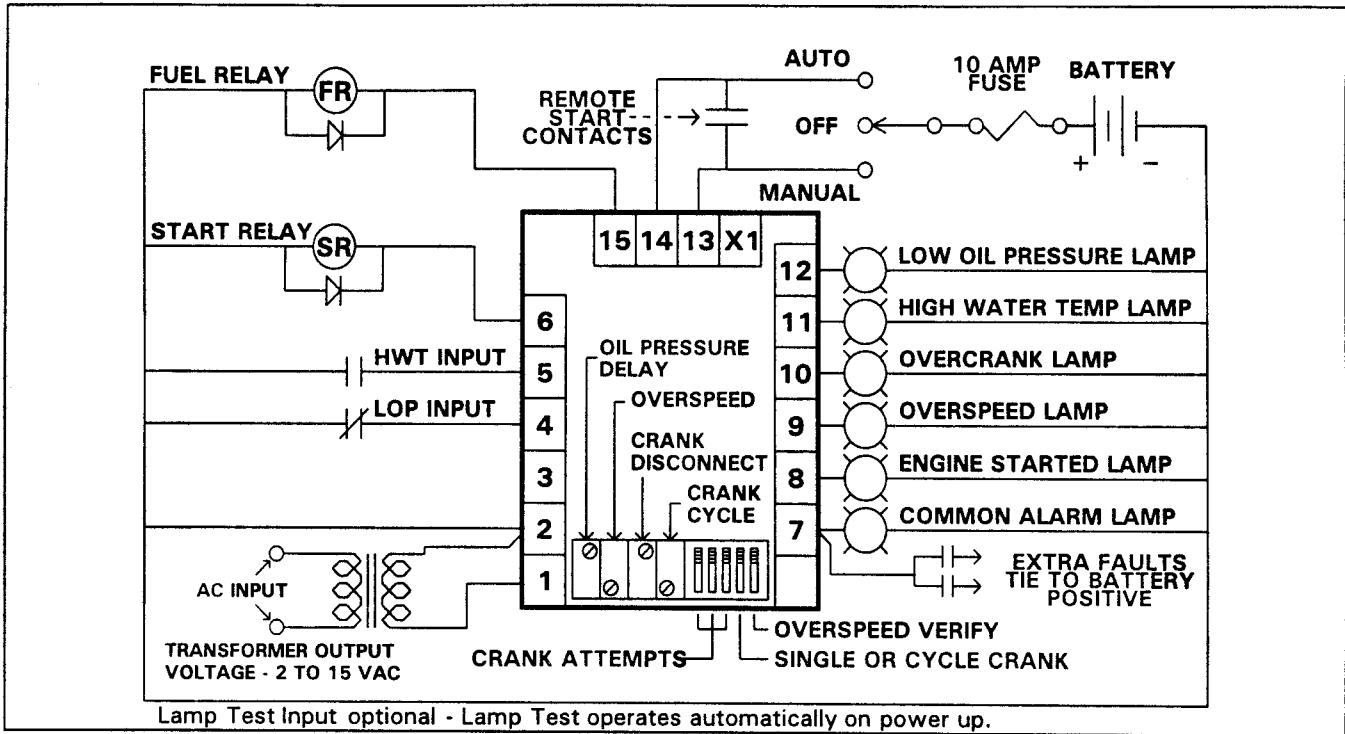 FUEL RELAY
FR
REMOTE
START
CONTACTS
AUTO
OFF
MANUAL
10 AMP
FUSE
BATTERY
+
-
START RELAY
SR
15 14 13 X1
6
5
4
3
2
1
12
11
10
9
8
7
HWT INPUT
LOP INPUT
OIL PRESSURE
DELAY
OVERSPEED
CRANK
DISCONNECT
CRANK
CYCLE
LOW OIL PRESSURE LAMP
HIGH WATER TEMP LAMP
OVERCRANK LAMP
OVERSPEED LAMP
ENGINE STARTED LAMP
COMMON ALARM LAMP
EXTRA FAULTS
TIE TO BATTERY
POSITIVE
AC INPUT
TRANSFORMER OUTPUT
VOLTAGE - 2 TO 15 VAC
CRANK ATTEMPTS
OVERSPEED VERIFY
SINGLE OR CYCLE CRANK
Lamp Test Input optional - Lamp Test operates automatically on power up.